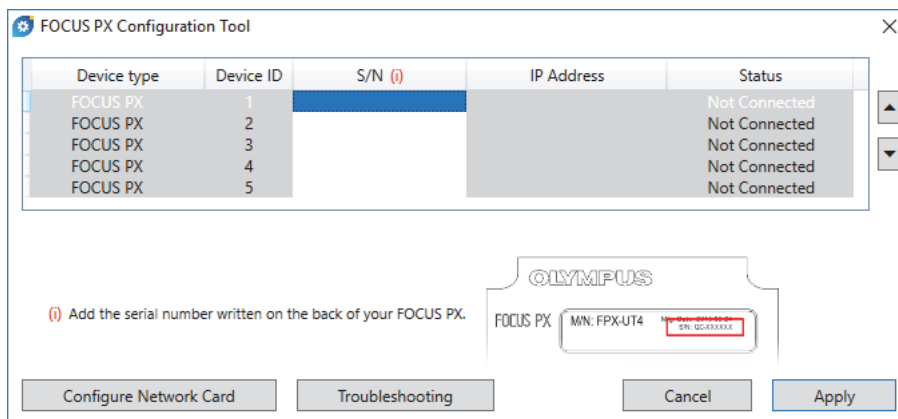 FOCUS PX Configuration Tool
Device type Device ID S/N (i) IP Address Status
FOCUS PX 1 Not Connected
FOCUS PX 2 Not Connected
FOCUS PX 3 Not Connected
FOCUS PX 4 Not Connected
FOCUS PX 5 Not Connected
OLYMPUS
(i) Add the serial number written on the back of your FOCUS PX.
FOCUS PX M/N: FPX-UT4
S/N: QC-XXXXXX
Configure Network Card Troubleshooting Cancel Apply